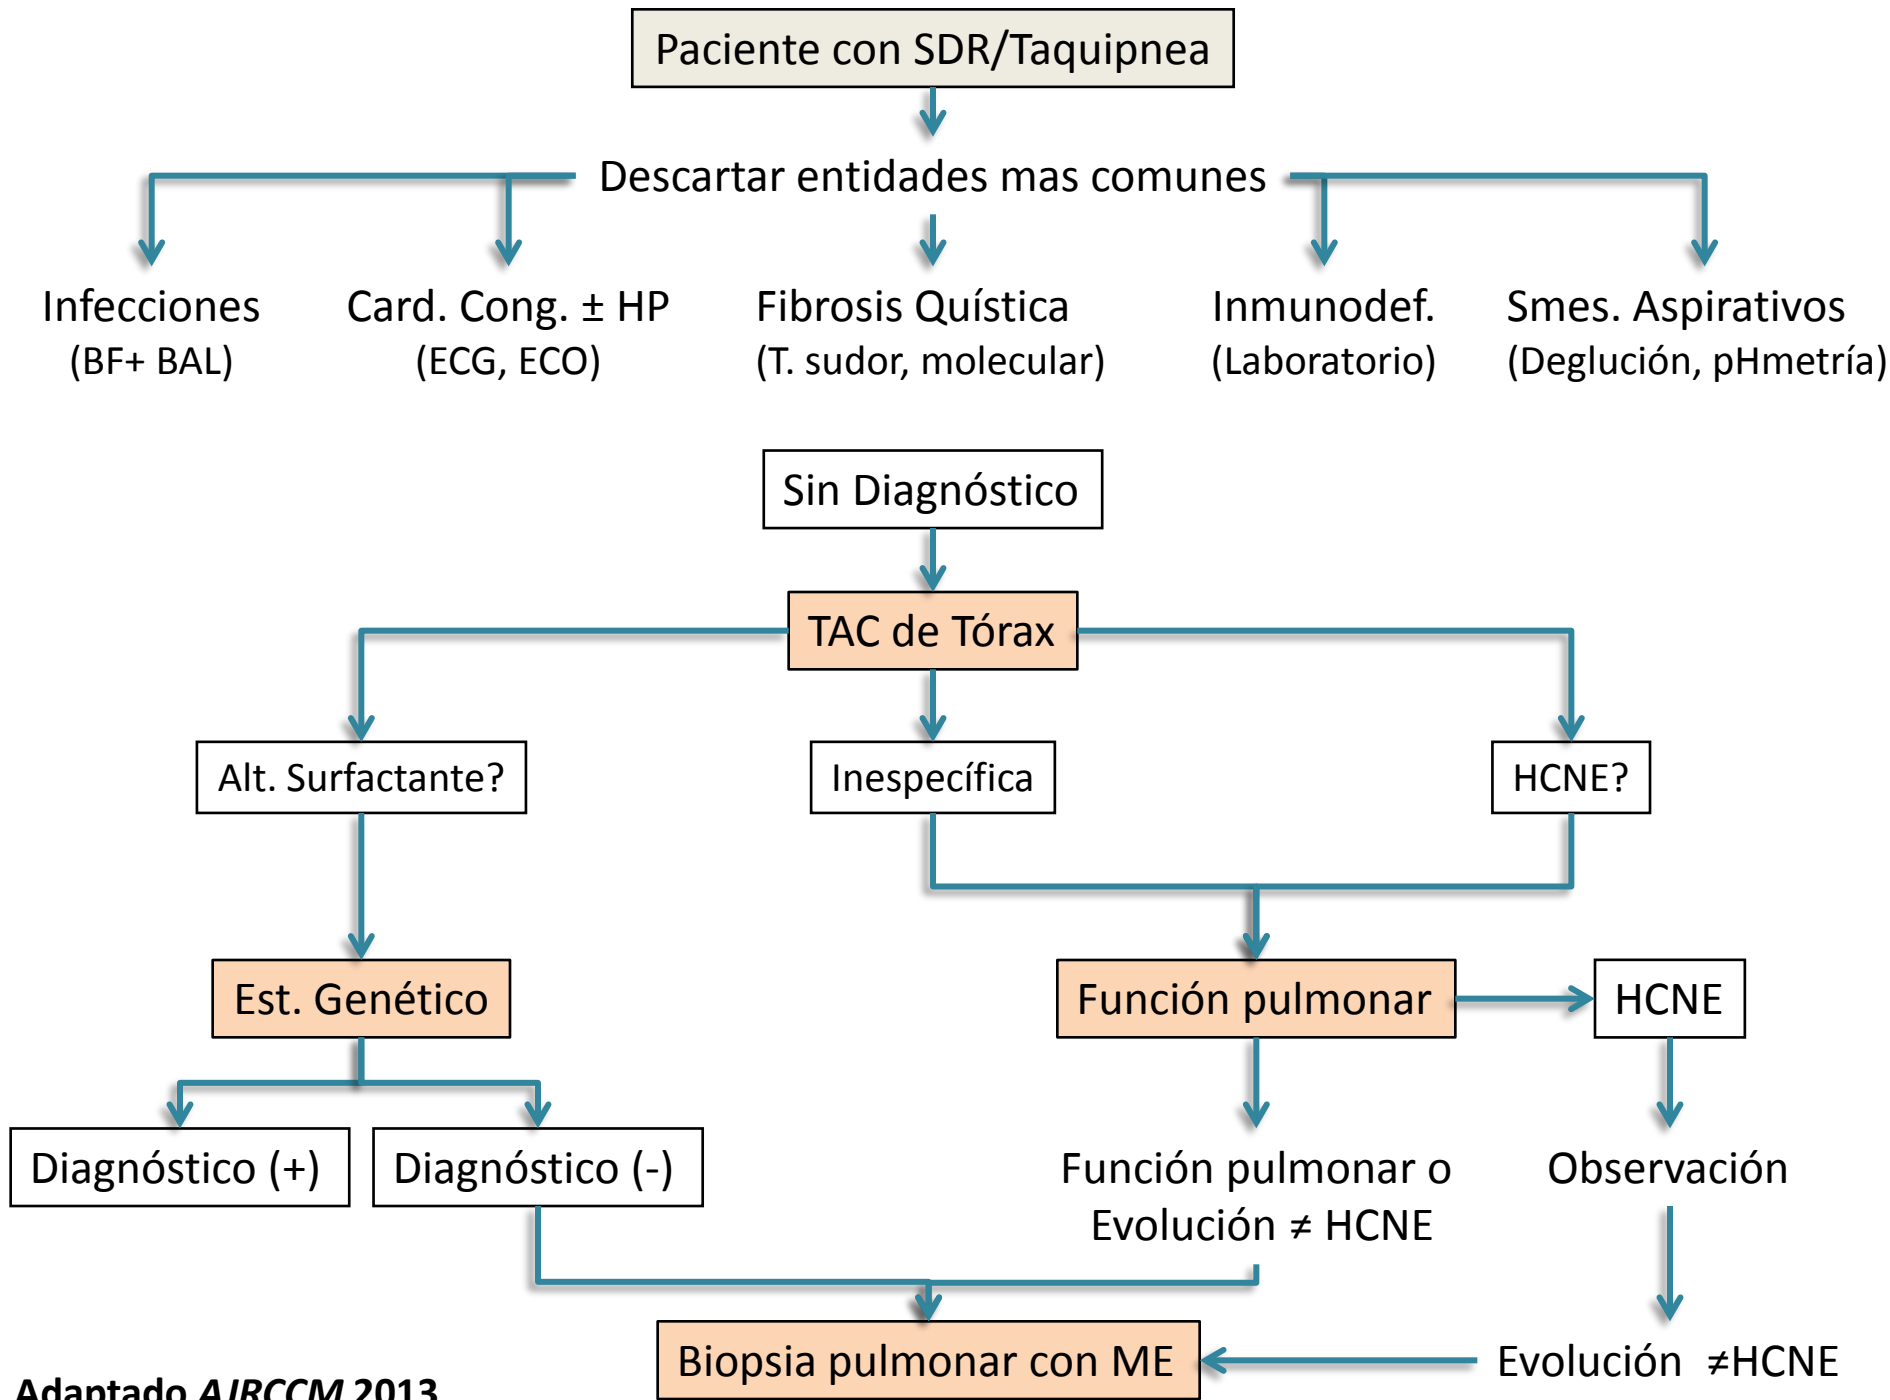 Paciente con SDR/Taquipnea
Descartar entidades mas comunes
Infecciones
(BF+ BAL)
Card. Cong. ± HP
(ECG, ECO)
Fibrosis Quística
(T. sudor, molecular)
Inmunodef.
(Laboratorio)
Smes. Aspirativos
(Deglución, pHmetría)
Sin Diagnóstico
TAC de Tórax
Alt. Surfactante?
Inespecífica
HCNE?
Est. Genético
Función pulmonar
HCNE
Diagnóstico (+)
Diagnóstico (-)
Función pulmonar o
Evolución ≠ HCNE
Observación
Biopsia pulmonar con ME
Evolución ≠HCNE
Adaptado AJRCCM 2013